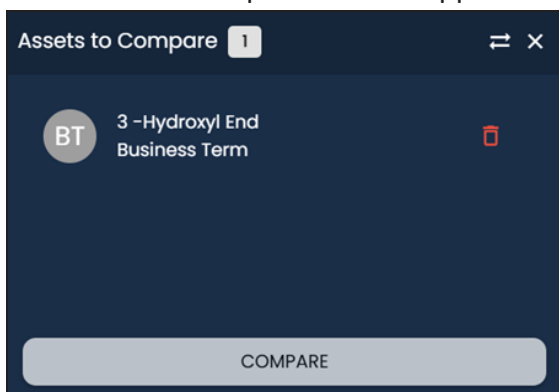 Assets to Compare 1
BT
3 -Hydroxyl End
Business Term
COMPARE